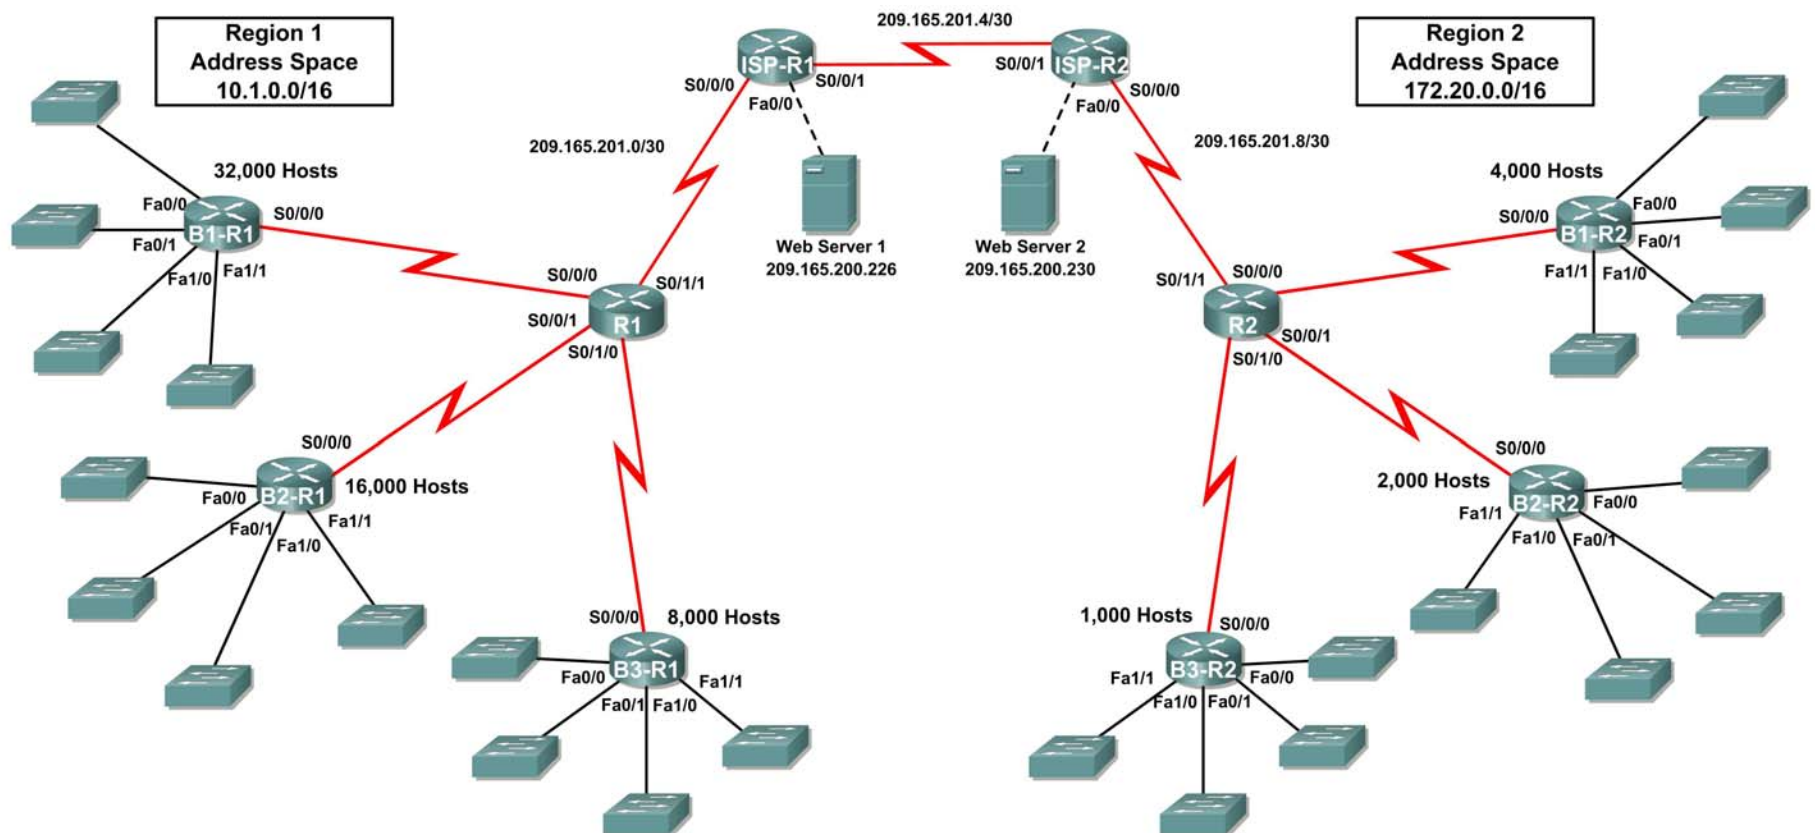 Region 1
Address Space
10.1.0.0/16
209.165.201.4/30
Region 2
Address Space
172.20.0.0/16
ISP-R1
S0/0/0
S0/0/1
Fa0/0
ISP-R2
S0/0/1
S0/0/0
Fa0/0
209.165.201.0/30
209.165.201.8/30
Web Server 1
209.165.200.226
Web Server 2
209.165.200.230
32,000 Hosts
Fa0/0
S0/0/0
B1-R1
Fa0/1
Fa1/0
Fa1/1
4,000 Hosts
S0/0/0
Fa0/0
B1-R2
Fa0/1
Fa1/1
Fa1/0
S0/0/0
S0/1/1
S0/0/1
R1
S0/1/0
S0/1/1
S0/0/0
R2
S0/0/1
S0/1/0
S0/0/0
B2-R1
16,000 Hosts
Fa0/0
Fa0/1
Fa1/0
Fa1/1
S0/0/0
2,000 Hosts
B2-R2
Fa0/0
Fa1/1
Fa1/0
Fa0/1
S0/0/0
8,000 Hosts
B3-R1
Fa0/0
Fa1/1
Fa0/1
Fa1/0
1,000 Hosts
S0/0/0
B3-R2
Fa1/1
Fa0/0
Fa1/0
Fa0/1